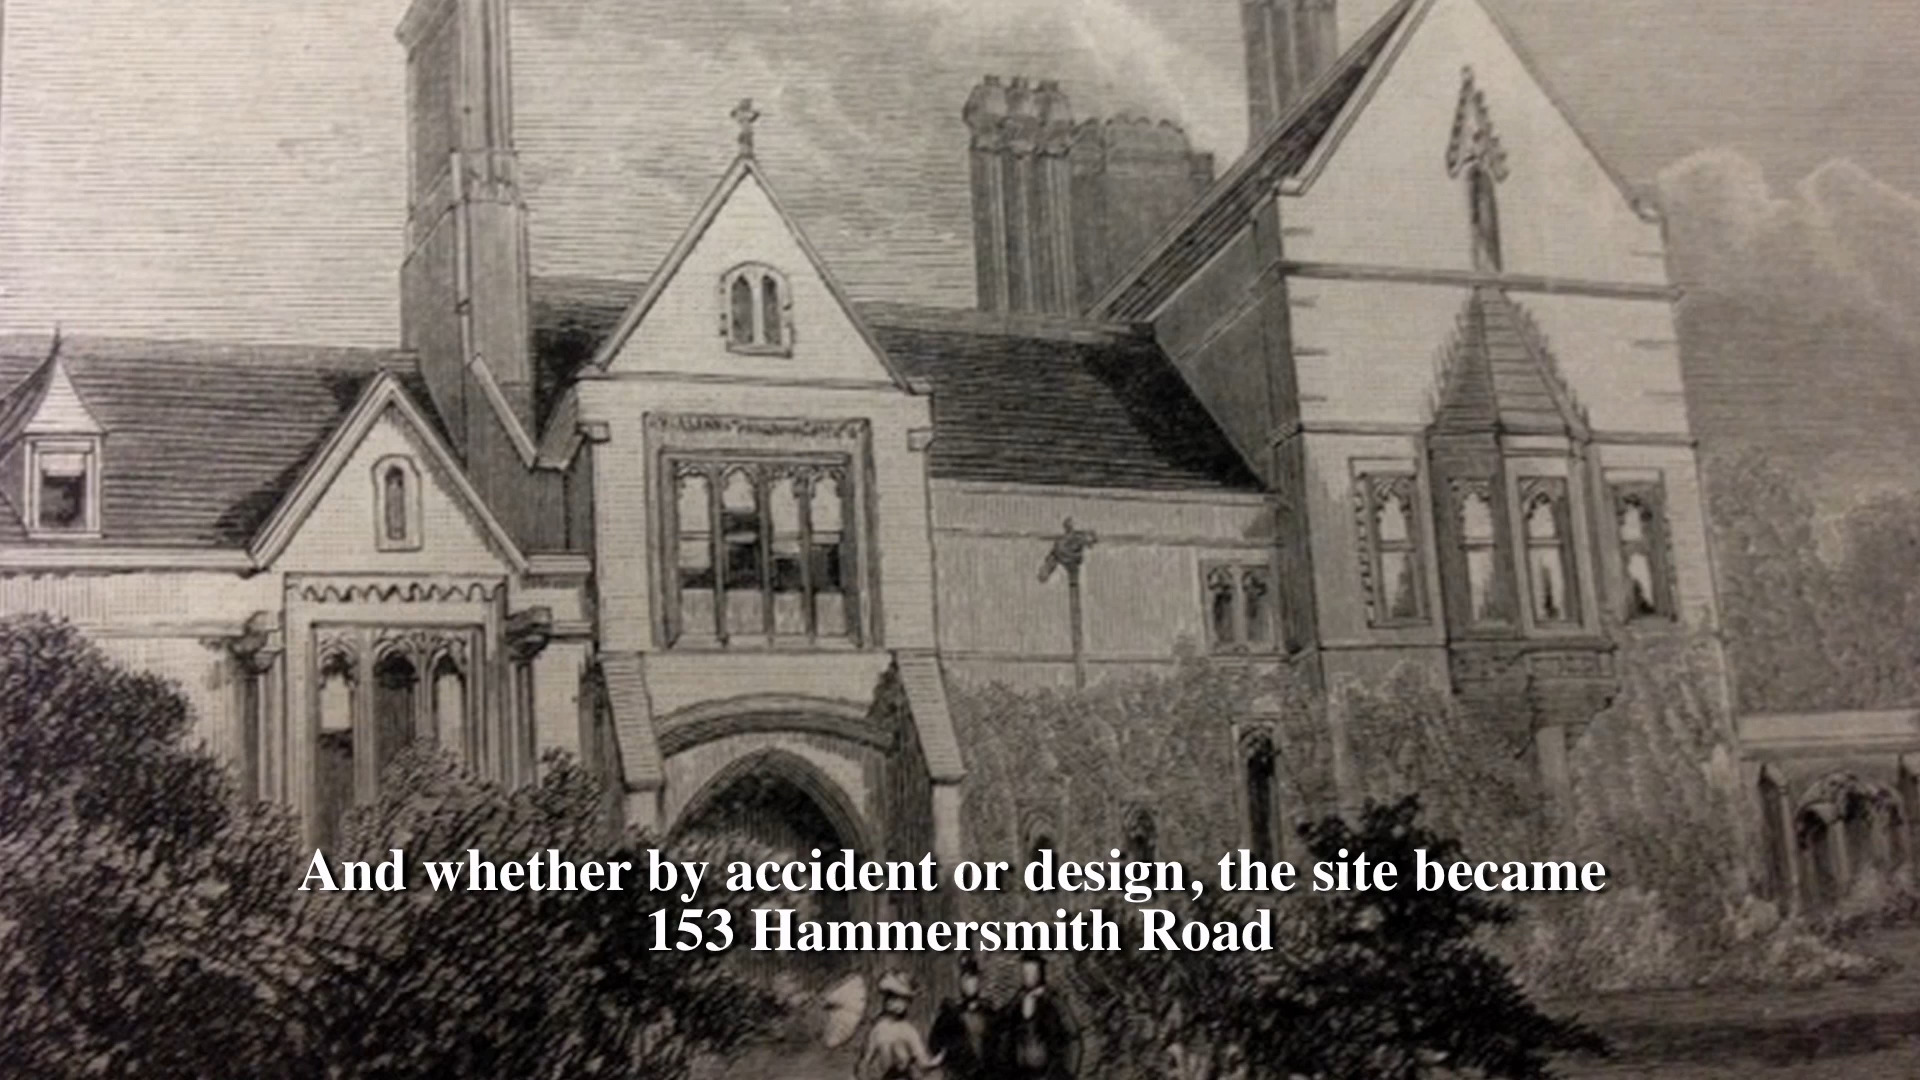 And whether by accident or design, the site became
153 Hammersmith Road